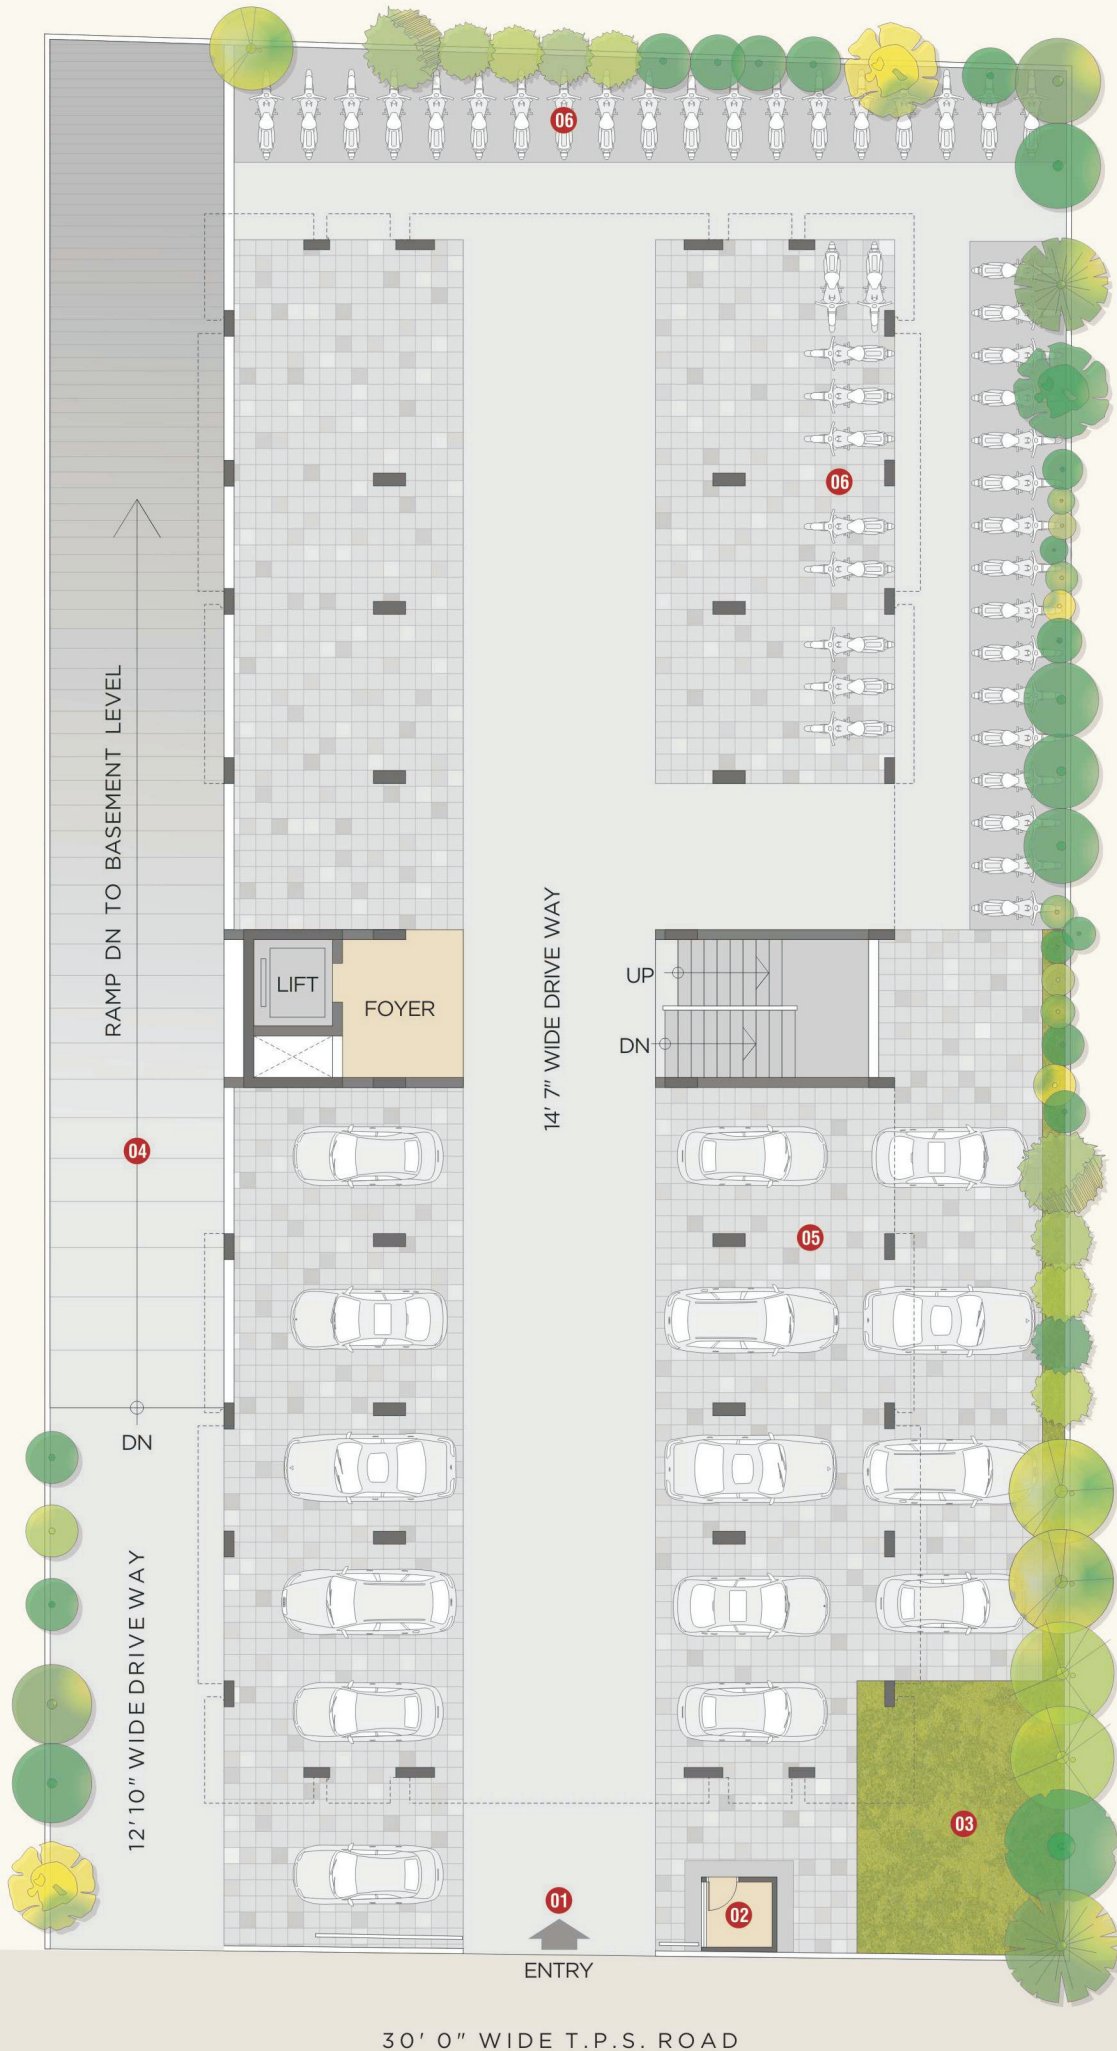 06
06
RAMP DN TO BASEMENT LEVEL
14' 7" WIDE DRIVE WAY
LIFT
FOYER
UP
DN
04
05
DN
12' 10" WIDE DRIVE WAY
03
01
02
ENTRY
30' 0" WIDE T.P.S. ROAD